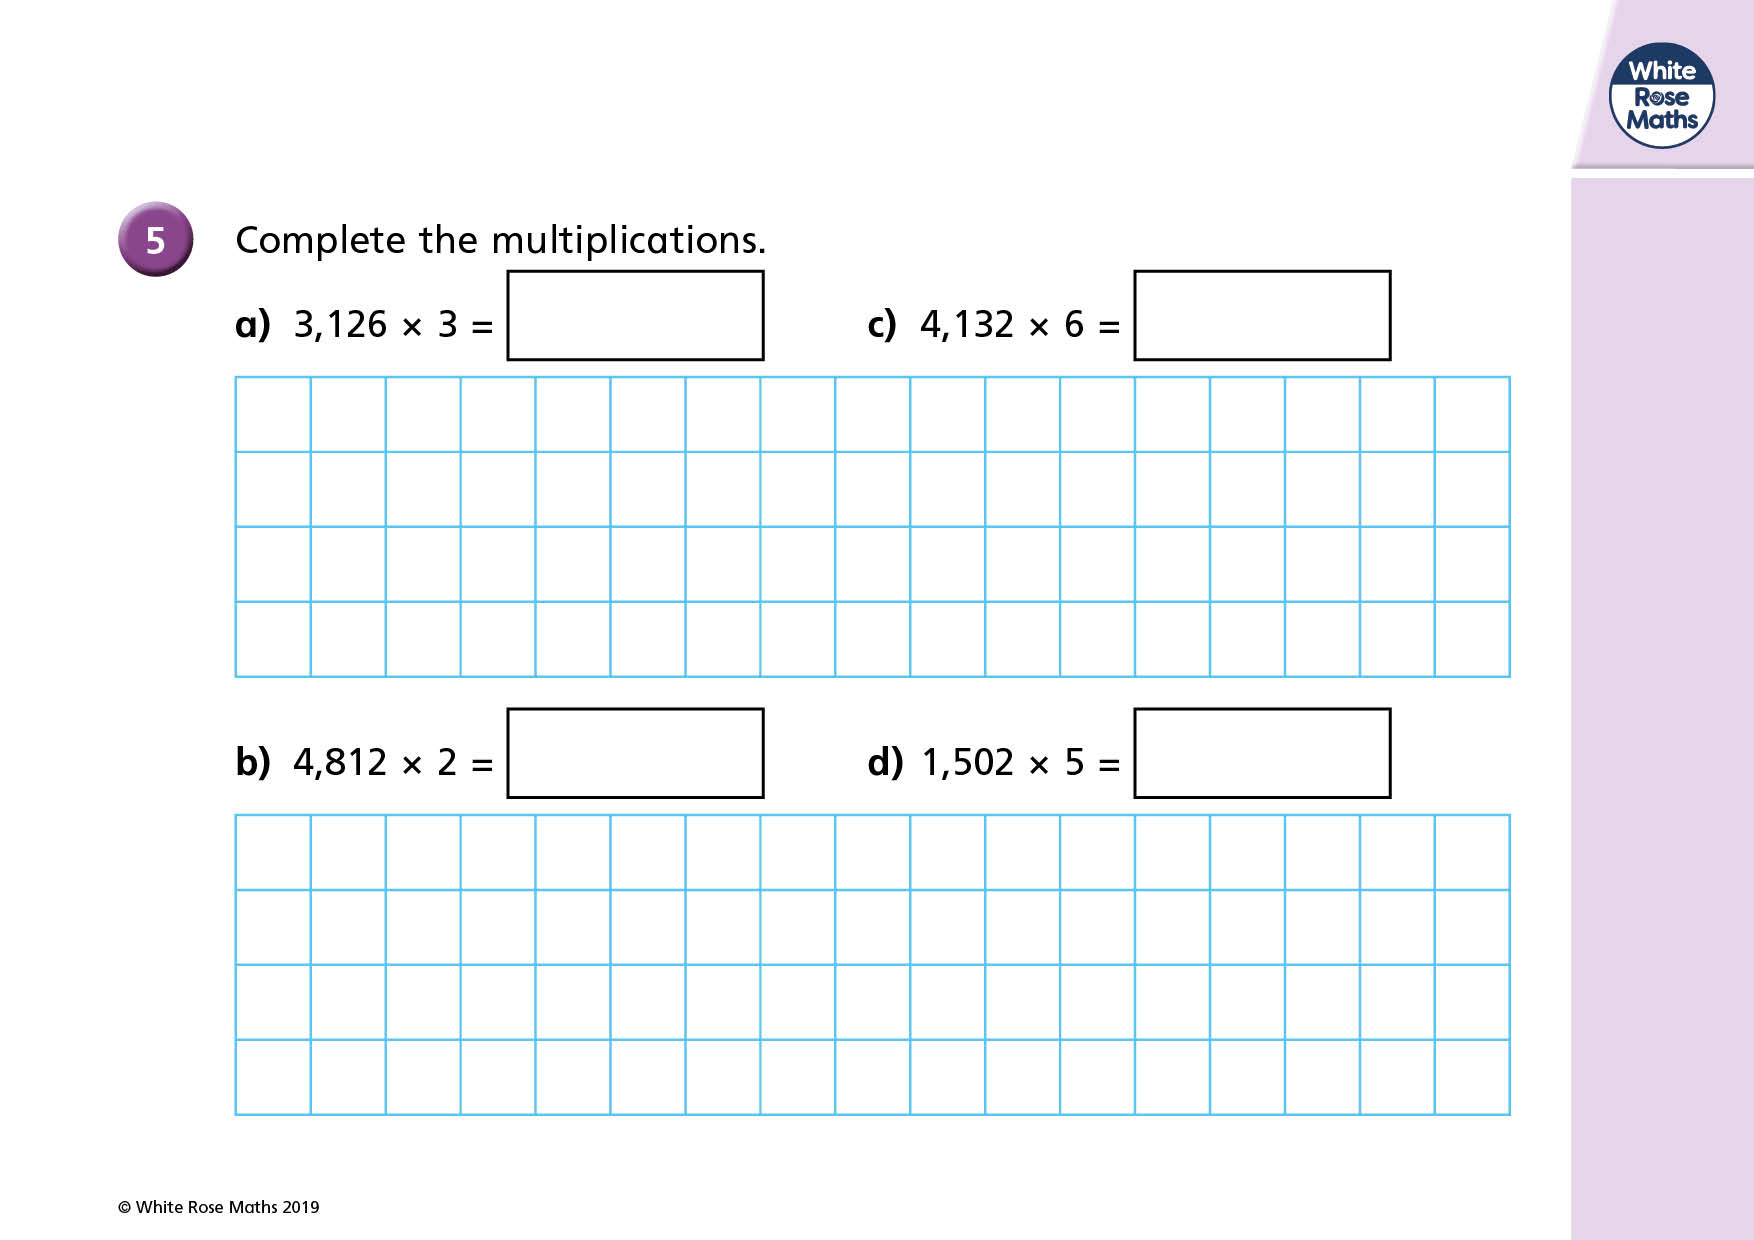 White
Rose
Maths
5 Complete the multiplications.
a) 3,126 × 3 =
c) 4,132 × 6 =
b) 4,812 × 2 =
d) 1,502 × 5 =
© White Rose Maths 2019